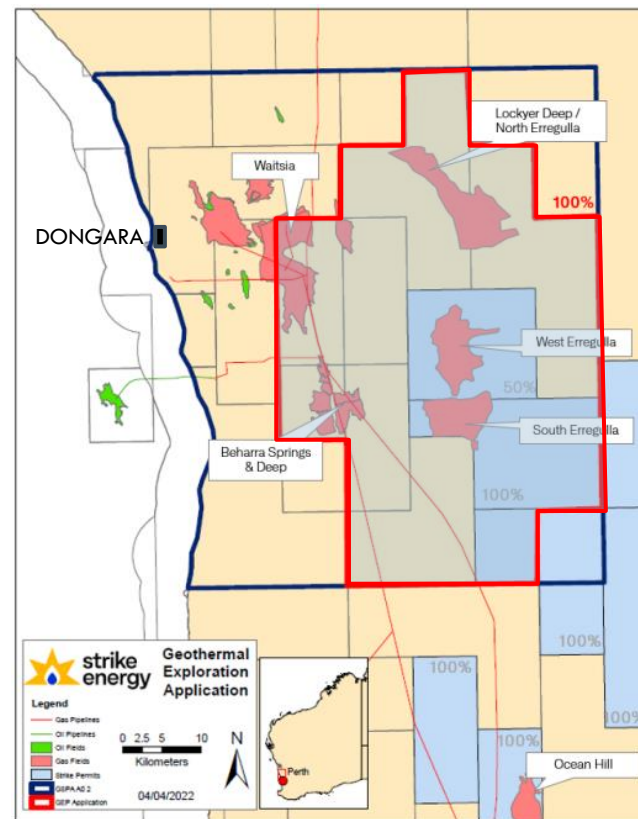 Lockyer Deep /
North Erregulla
Waitsia
100%
DONGARA
West Erregulla
50%
South Erregulla
Beharra Springs
& Deep
100%
100%
100%
100%
100%
Ocean Hill
strike
energy
Geothermal
Exploration
Application
Legend
Gas Pipelines
Oil Pipelines
Oil Fields
Gas Fields
Strike Permits
GSPA A0 2
GEP Application
0 2.5 5 10
Kilometers
N
04/04/2022
Perth